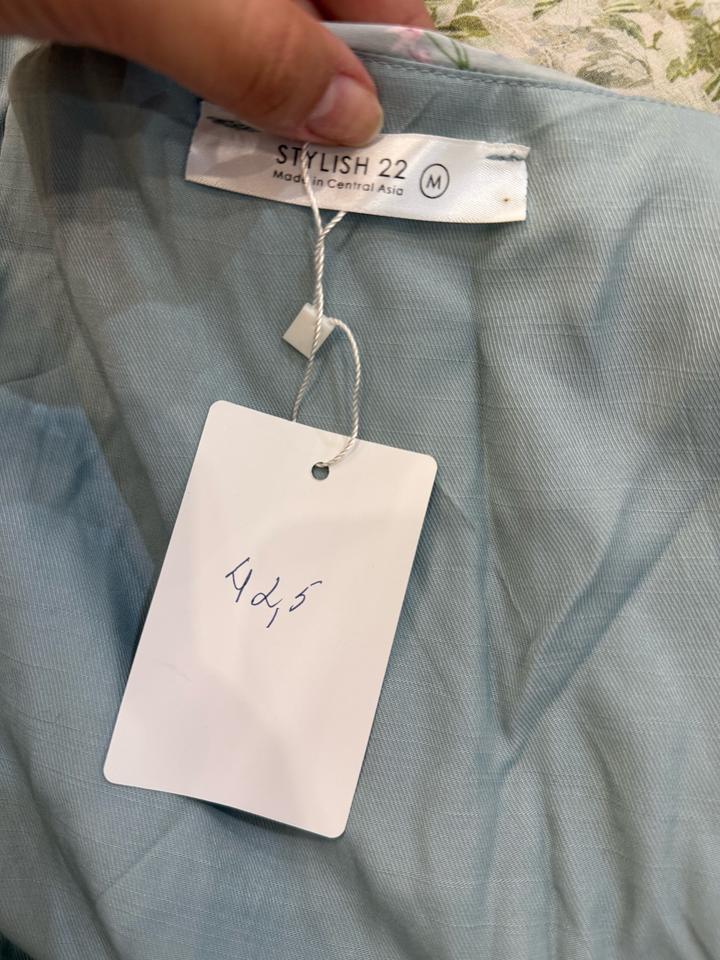 STYLISH 22
Made in Central Asia
M
42,5